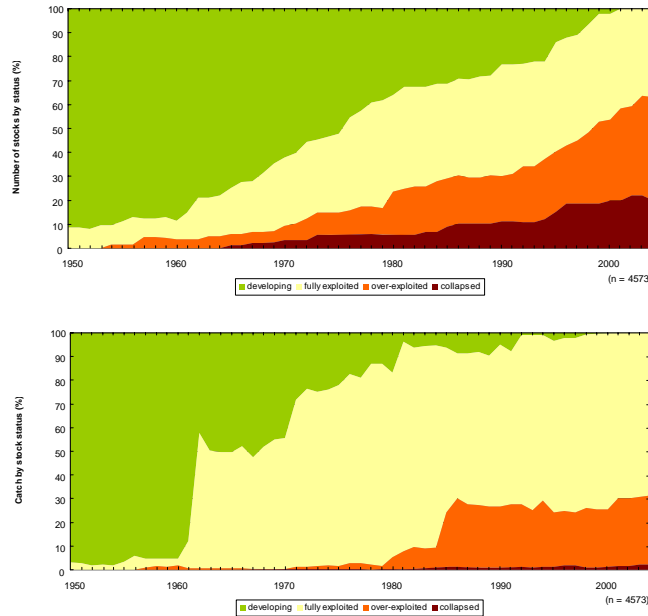 Number of stocks by status (%)
100
90
80
70
60
50
40
30
20
10
0
1950 1960 1970 1980 1990 2000
(n = 4573
developing fully exploited over-exploited collapsed
Catch by stock status (%)
100
90
80
70
60
50
40
30
20
10
0
1950 1960 1970 1980 1990 2000
(n = 4573)
developing fully exploited over-exploited collapsed